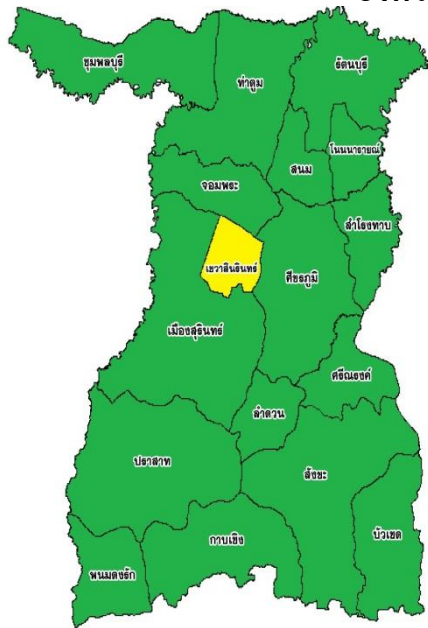 ชุมพลบุรี
ท่าตูม
รัตนบุรี
สนม
โนนนารายณ์
จอมพระ
สำโรงทาบ
เขวาสินรินทร์
ศีขรภูมิ
เมืองสุรินทร์
ศรีณรงค์
ลำดวน
ปราสาท
สังขะ
บัวเชด
กาบเชิง
พนมดงรัก